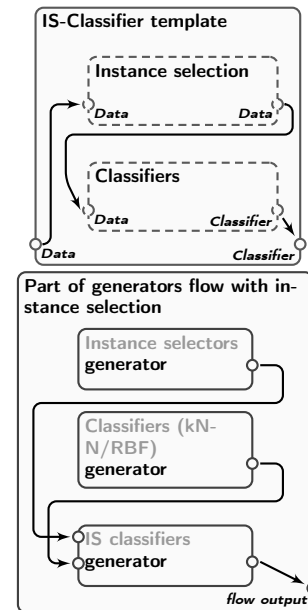 IS-Classifier template
Instance selection
Data Data
Classifiers
Data Classifier
Data Classifier
Part of generators flow with in-
stance selection
Instance selectors
generator
Classifiers (kN-
N/RBF)
generator
IS classifiers
generator
flow output